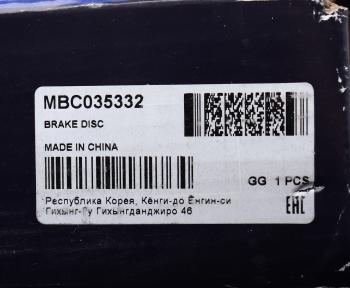 MBC035332
BRAKE DISC
MADE IN CHINA
GG 1 PCS
Республика Корея, Кёнги-до Ёнгин-си
Гихынг-Гу Гихынгданджиро 46
EAC